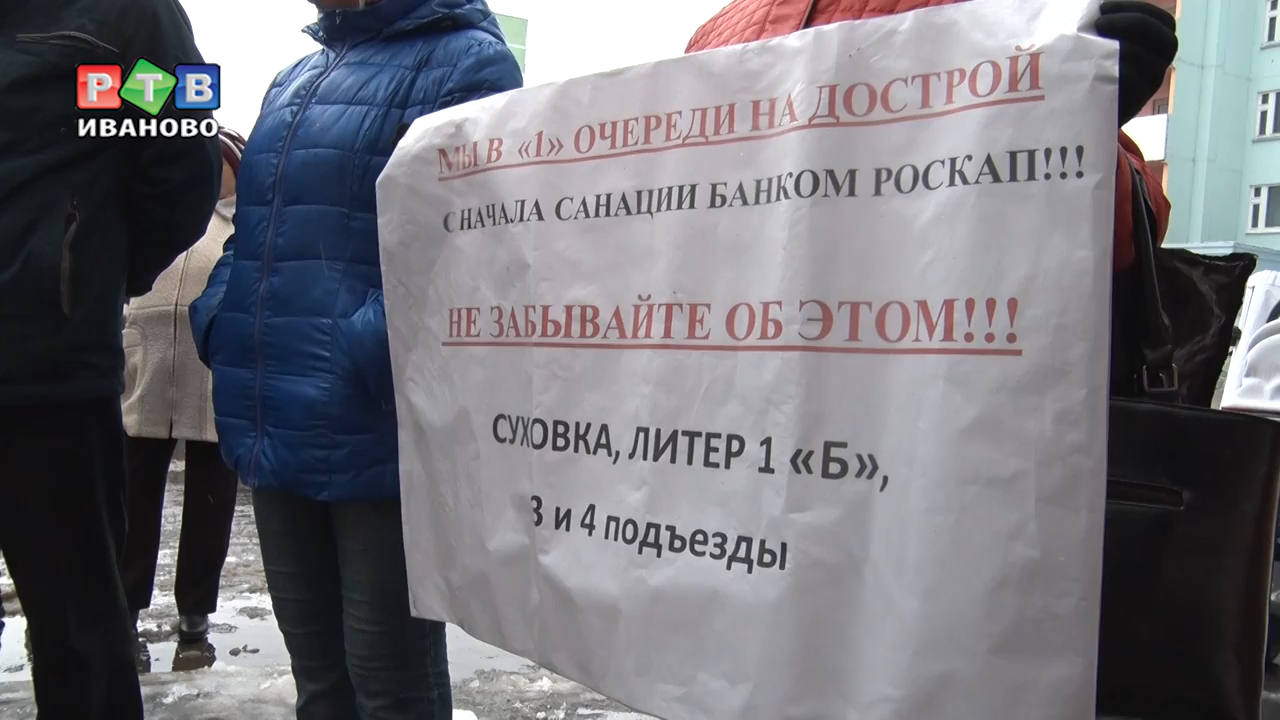 РТВ
ИВАНОВО
МЫ В «1» ОЧЕРЕДИ НА ДОСТРОЙ
С НАЧАЛА САНАЦИИ БАНКОМ РОСКАП!!!
НЕ ЗАБЫВАЙТЕ ОБ ЭТОМ!!!
СУХОВКА, ЛИТЕР 1 «Б»,
3 и 4 подъезды